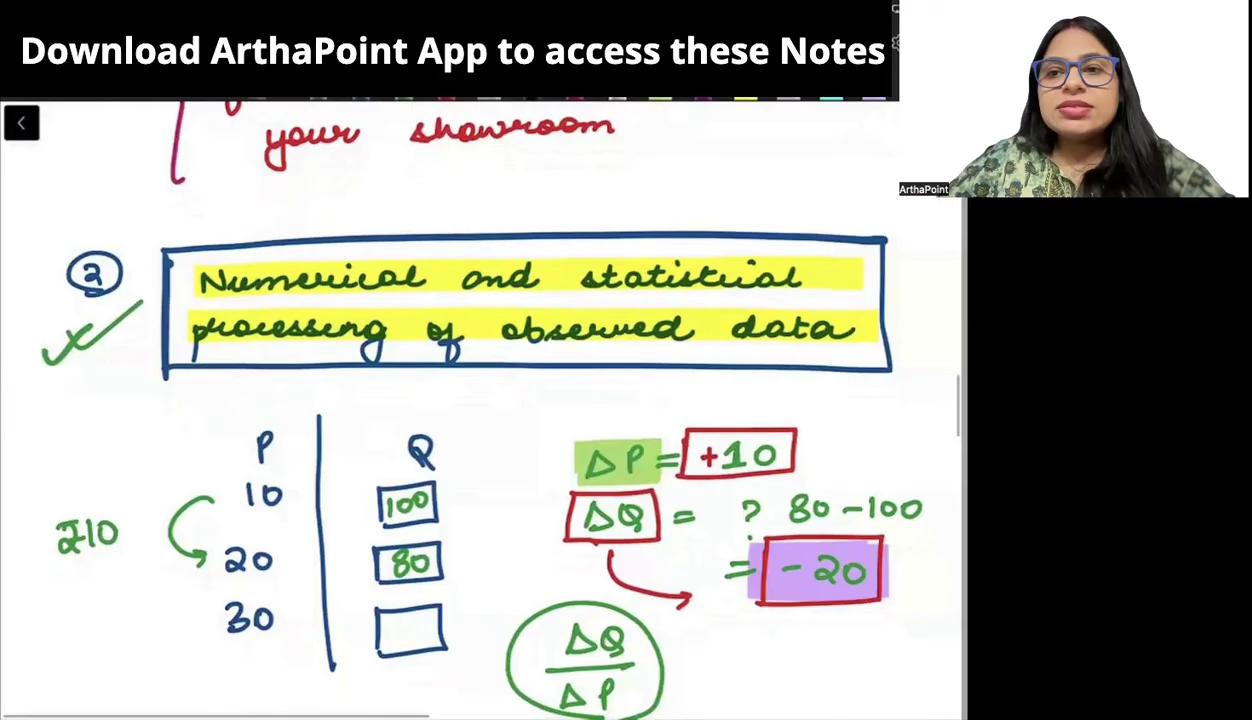 Download ArthaPoint App to access these Notes
your showroom
ArthaPoint
2
Numerical and statistical
processing of observed data
P Q
10 100
₹10
20 80
30
ΔP = +10
ΔQ = ? 80 - 100
= - 20
ΔQ
ΔP